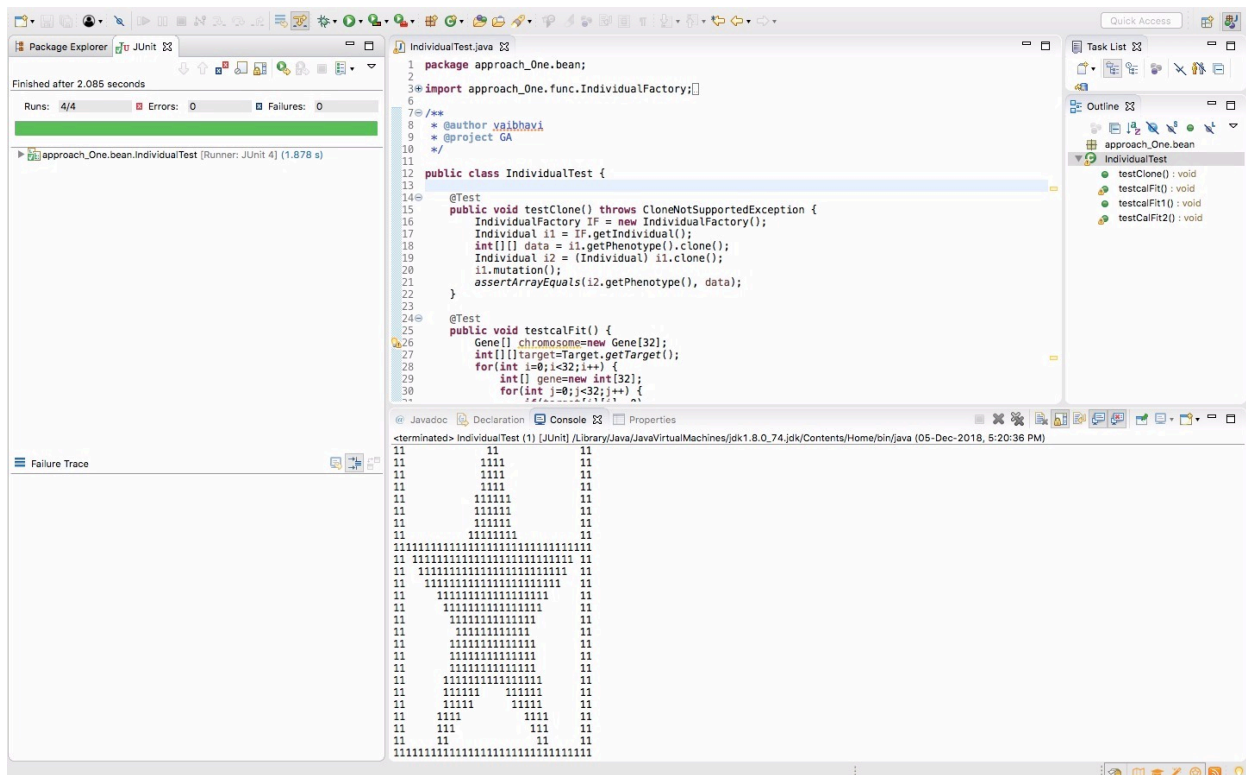 Quick Access
Package Explorer JUnit
Finished after 2.085 seconds
Runs: 4/4 Errors: 0 Failures: 0
approach_One.bean.IndividualTest [Runner: JUnit 4] (1.878 s)
Failure Trace
IndividualTest.java
1 package approach_One.bean;
2
3 import approach_One.func.IndividualFactory;
6
7 /**
8 * @author vaibhavi
9 * @project GA
10 */
11
12 public class IndividualTest {
13
14 @Test
15 public void testClone() throws CloneNotSupportedException {
16 IndividualFactory IF = new IndividualFactory();
17 Individual i1 = IF.getIndividual();
18 int[][] data = i1.getPhenotype().clone();
19 Individual i2 = (Individual) i1.clone();
20 i1.mutation();
21 assertArrayEquals(i2.getPhenotype(), data);
22 }
23
24 @Test
25 public void testcalFit() {
26 Gene[] chromosome=new Gene[32];
27 int[][]target=Target.getTarget();
28 for(int i=0;i<32;i++) {
29 int[] gene=new int[32];
30 for(int j=0;j<32;j++) {
Task List
Outline
approach_One.bean
IndividualTest
testClone() : void
testcalFit() : void
testcalFit1() : void
testCalFit2() : void
@ Javadoc Declaration Console Properties
<terminated> IndividualTest (1) [JUnit] /Library/Java/JavaVirtualMachines/jdk1.8.0_74.jdk/Contents/Home/bin/java (05-Dec-2018, 5:20:36 PM)
11 11 11
11 1111 11
11 1111 11
11 1111 11
11 111111 11
11 111111 11
11 111111 11
11 11111111 11
11111111111111111111111111111111
11 11111111111111111111111111 11
11 111111111111111111111111 11
11 1111111111111111111111 11
11 111111111111111111 11
11 1111111111111111 11
11 11111111111111 11
11 111111111111 11
11 11111111111111 11
11 11111111111111 11
11 11111111111111 11
11 1111111111111111 11
11 111111 111111 11
11 11111 11111 11
11 1111 1111 11
11 111 111 11
11 11 11 11
11111111111111111111111111111111